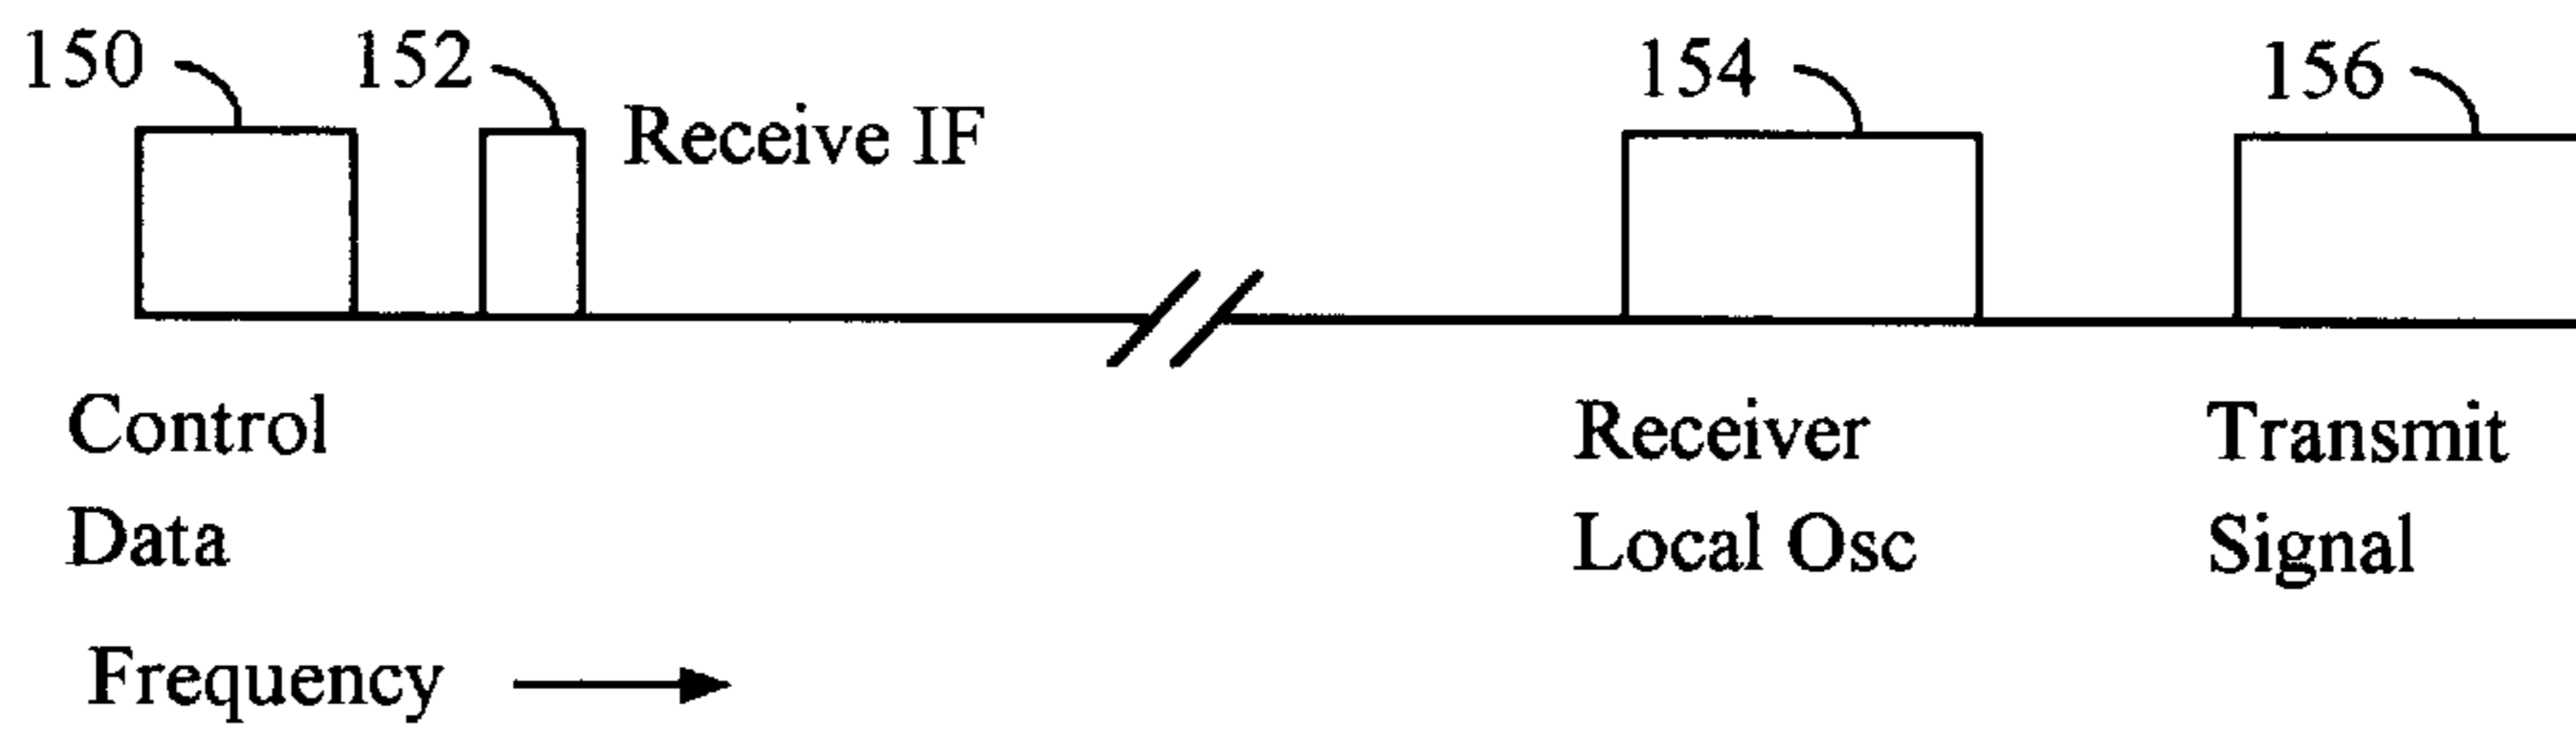 150
152
154
156
Receive IF
Control
Data
Receiver
Local Osc
Transmit
Signal
Frequency